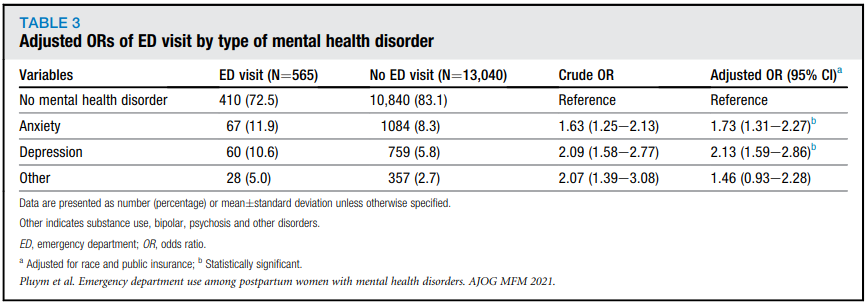 TABLE 3
Adjusted ORs of ED visit by type of mental health disorder
Variables ED visit (N=565) No ED visit (N=13,040) Crude OR Adjusted OR (95% CI)a
No mental health disorder 410 (72.5) 10,840 (83.1) Reference Reference
Anxiety 67 (11.9) 1084 (8.3) 1.63 (1.25−2.13) 1.73 (1.31−2.27)b
Depression 60 (10.6) 759 (5.8) 2.09 (1.58−2.77) 2.13 (1.59−2.86)b
Other 28 (5.0) 357 (2.7) 2.07 (1.39−3.08) 1.46 (0.93−2.28)
Data are presented as number (percentage) or mean±standard deviation unless otherwise specified.
Other indicates substance use, bipolar, psychosis and other disorders.
ED, emergency department; OR, odds ratio.
a Adjusted for race and public insurance; b Statistically significant.
Pluym et al. Emergency department use among postpartum women with mental health disorders. AJOG MFM 2021.